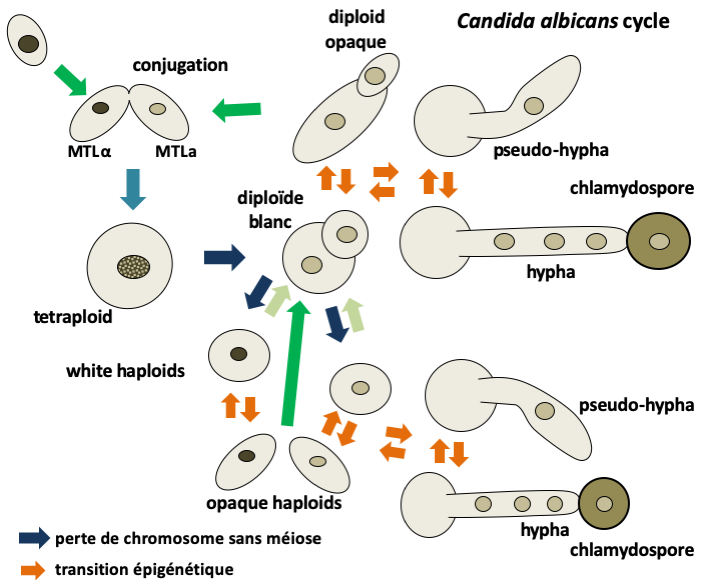 Candida albicans cycle
diploid
opaque
conjugation
MTLα
MTLa
pseudo-hypha
chlamydospore
diploïde
blanc
hypha
tetraploid
white haploids
pseudo-hypha
opaque haploids
hypha
chlamydospore
perte de chromosome sans méiose
transition épigénétique